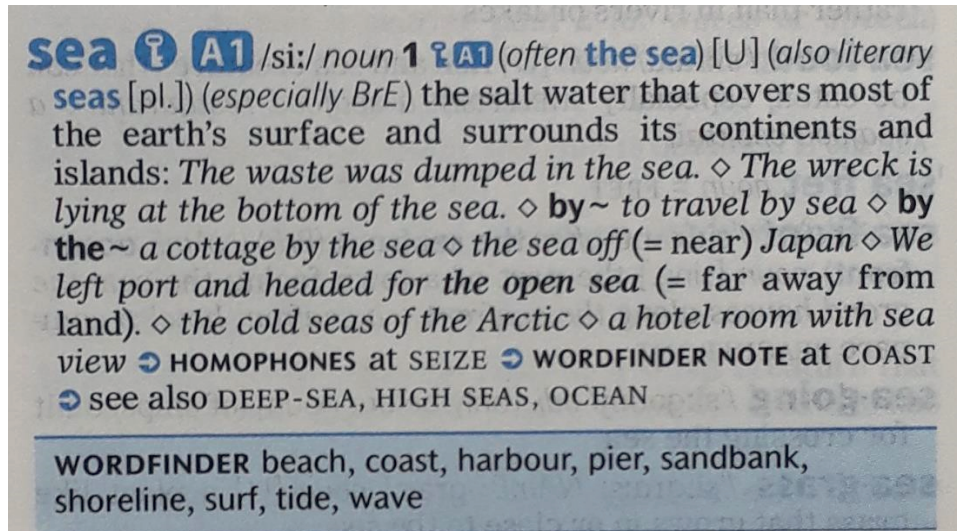 sea A1 /siː/ noun 1 A1 (often the sea) [U] (also literary
seas [pl.]) (especially BrE) the salt water that covers most of
the earth's surface and surrounds its continents and
islands: The waste was dumped in the sea. ⋄ The wreck is
lying at the bottom of the sea. ⋄ by ~ to travel by sea ⋄ by
the ~ a cottage by the sea ⋄ the sea off (= near) Japan ⋄ We
left port and headed for the open sea (= far away from
land). ⋄ the cold seas of the Arctic ⋄ a hotel room with sea
view ➲ HOMOPHONES at SEIZE ➲ WORDFINDER NOTE at COAST
➲ see also DEEP-SEA, HIGH SEAS, OCEAN
WORDFINDER beach, coast, harbour, pier, sandbank,
shoreline, surf, tide, wave